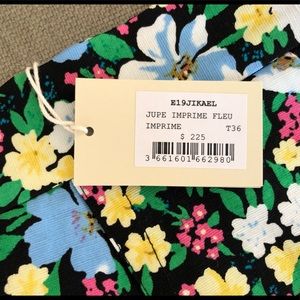 E19JIKAEL
JUPE IMPRIME FLEU
IMPRIME T36
$ 225
3 661601 662980